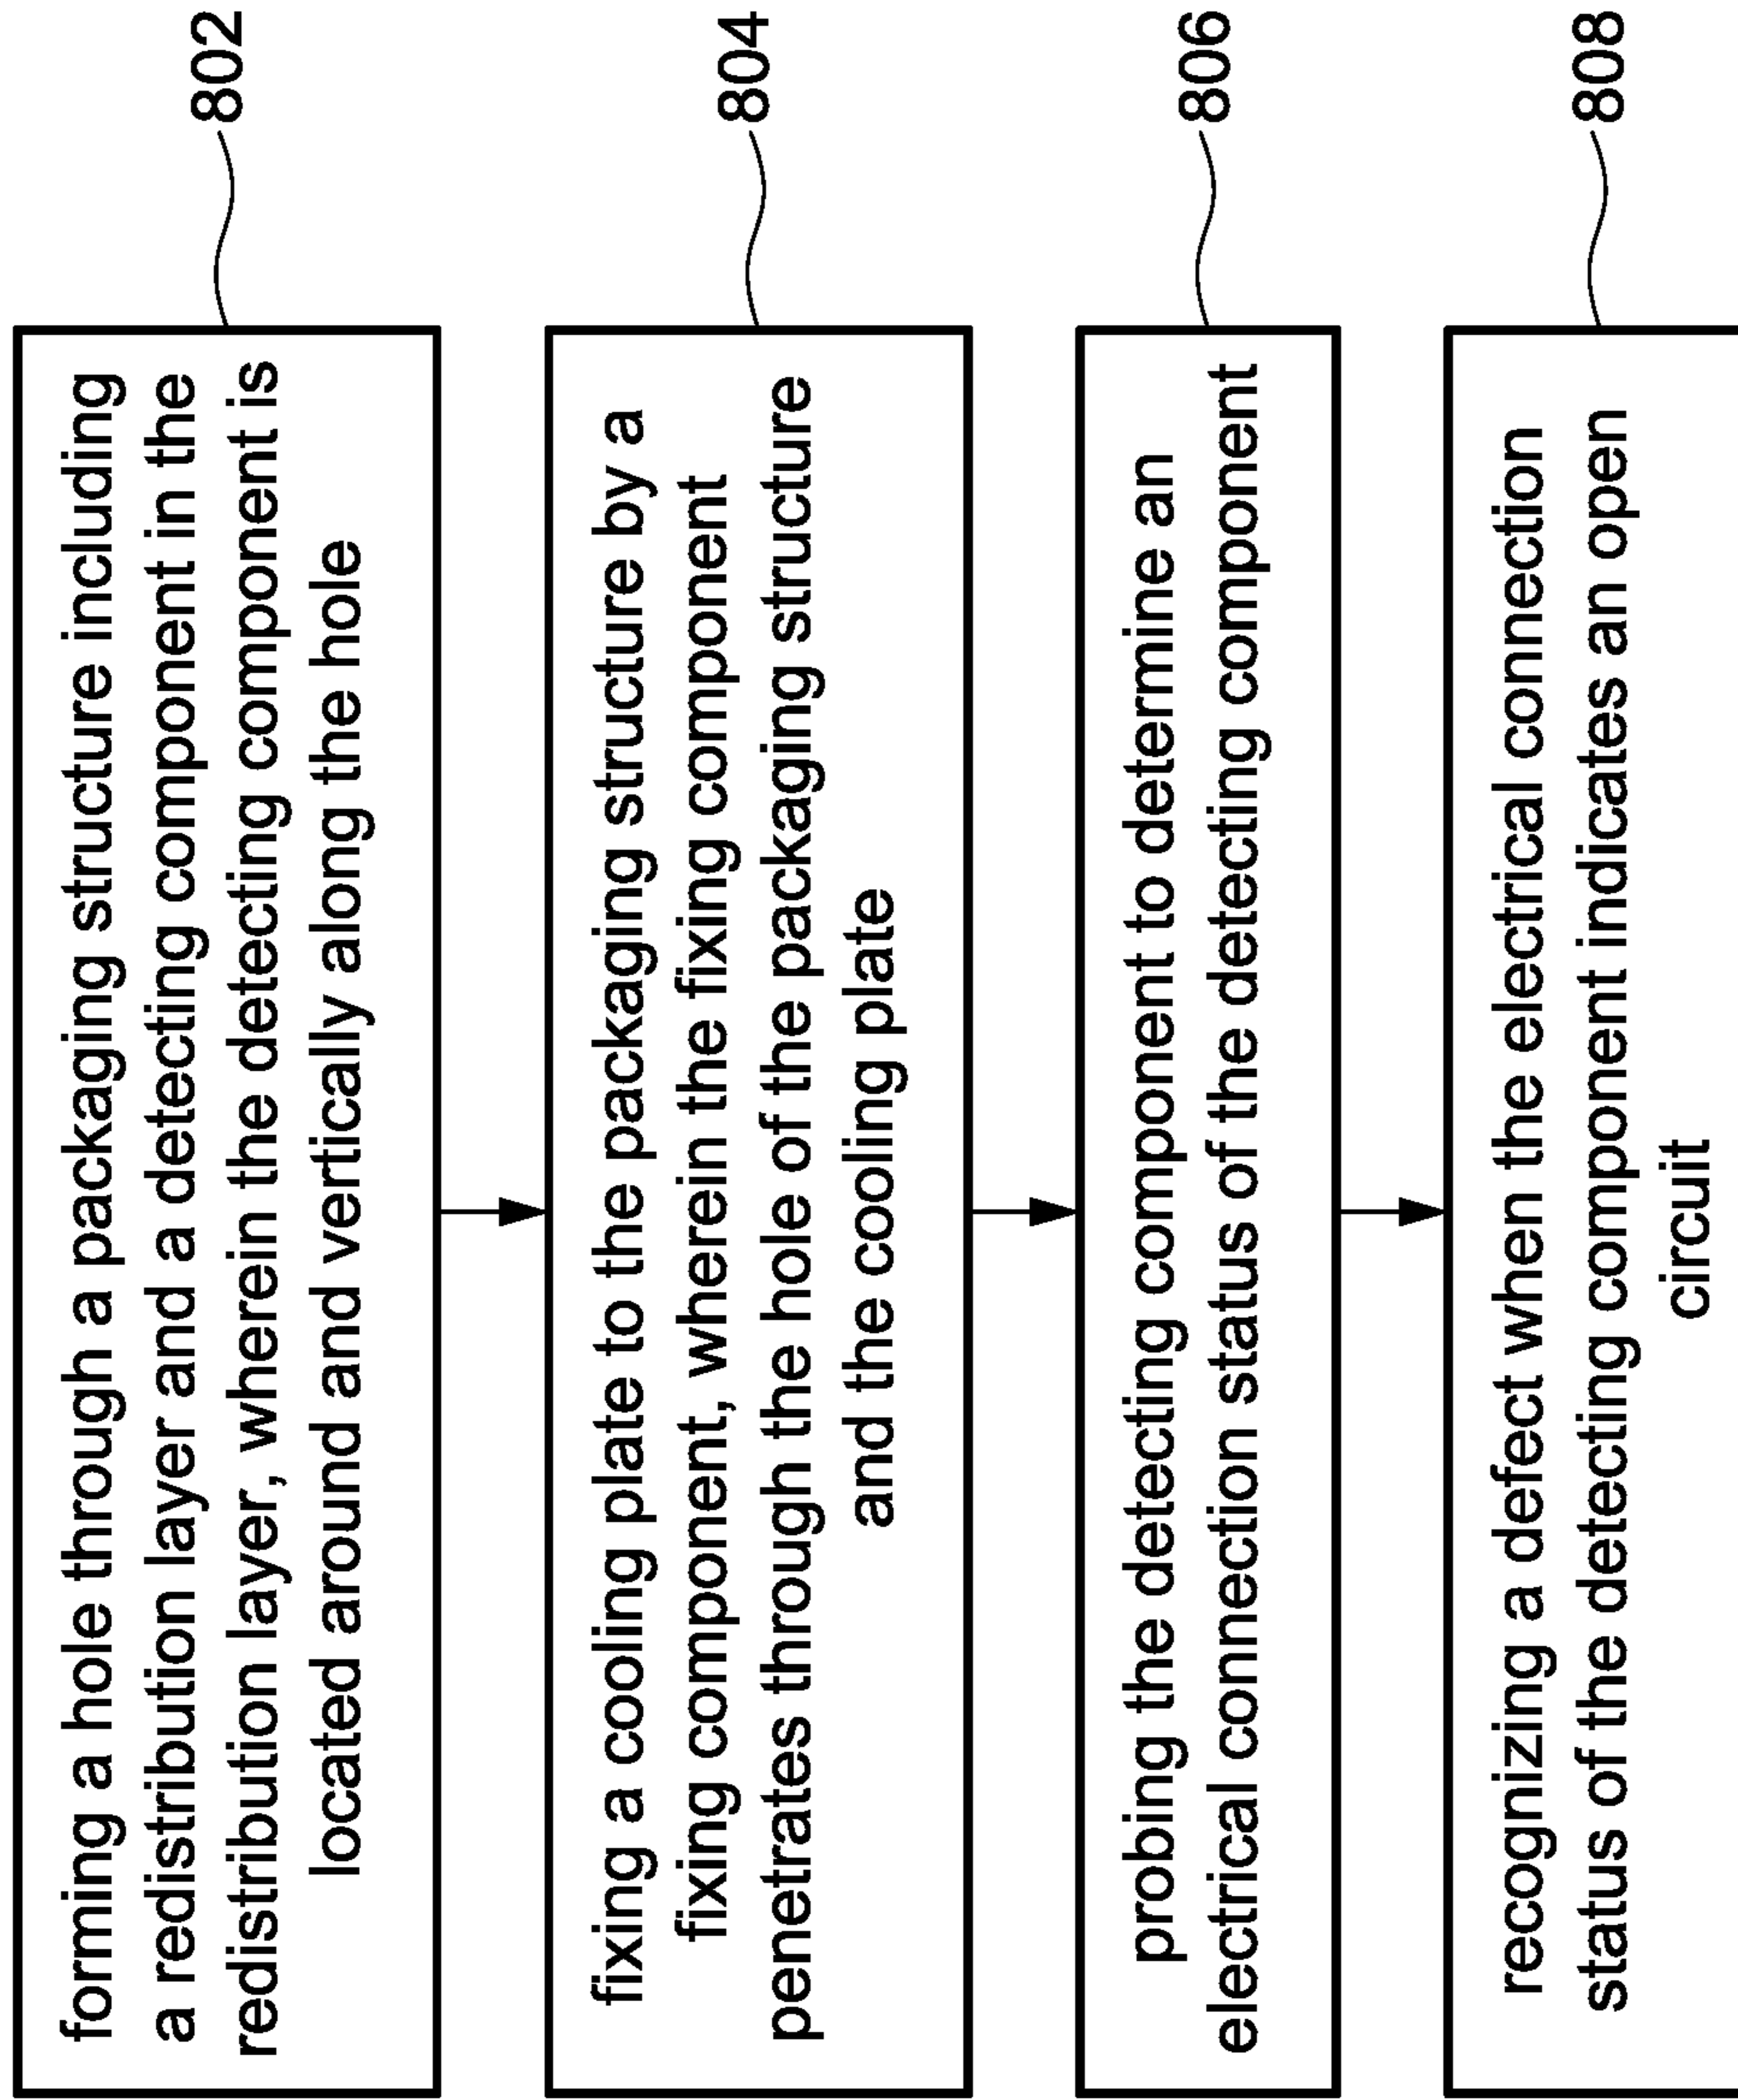 forming a hole through a packaging structure including
a redistribution layer and a detecting component in the
redistribution layer, wherein the detecting component is
located around and vertically along the hole
802
fixing a cooling plate to the packaging structure by a
fixing component, wherein the fixing component
penetrates through the hole of the packaging structure
and the cooling plate
804
probing the detecting component to determine an
electrical connection status of the detecting component
806
recognizing a defect when the electrical connection
status of the detecting component indicates an open
circuit
808